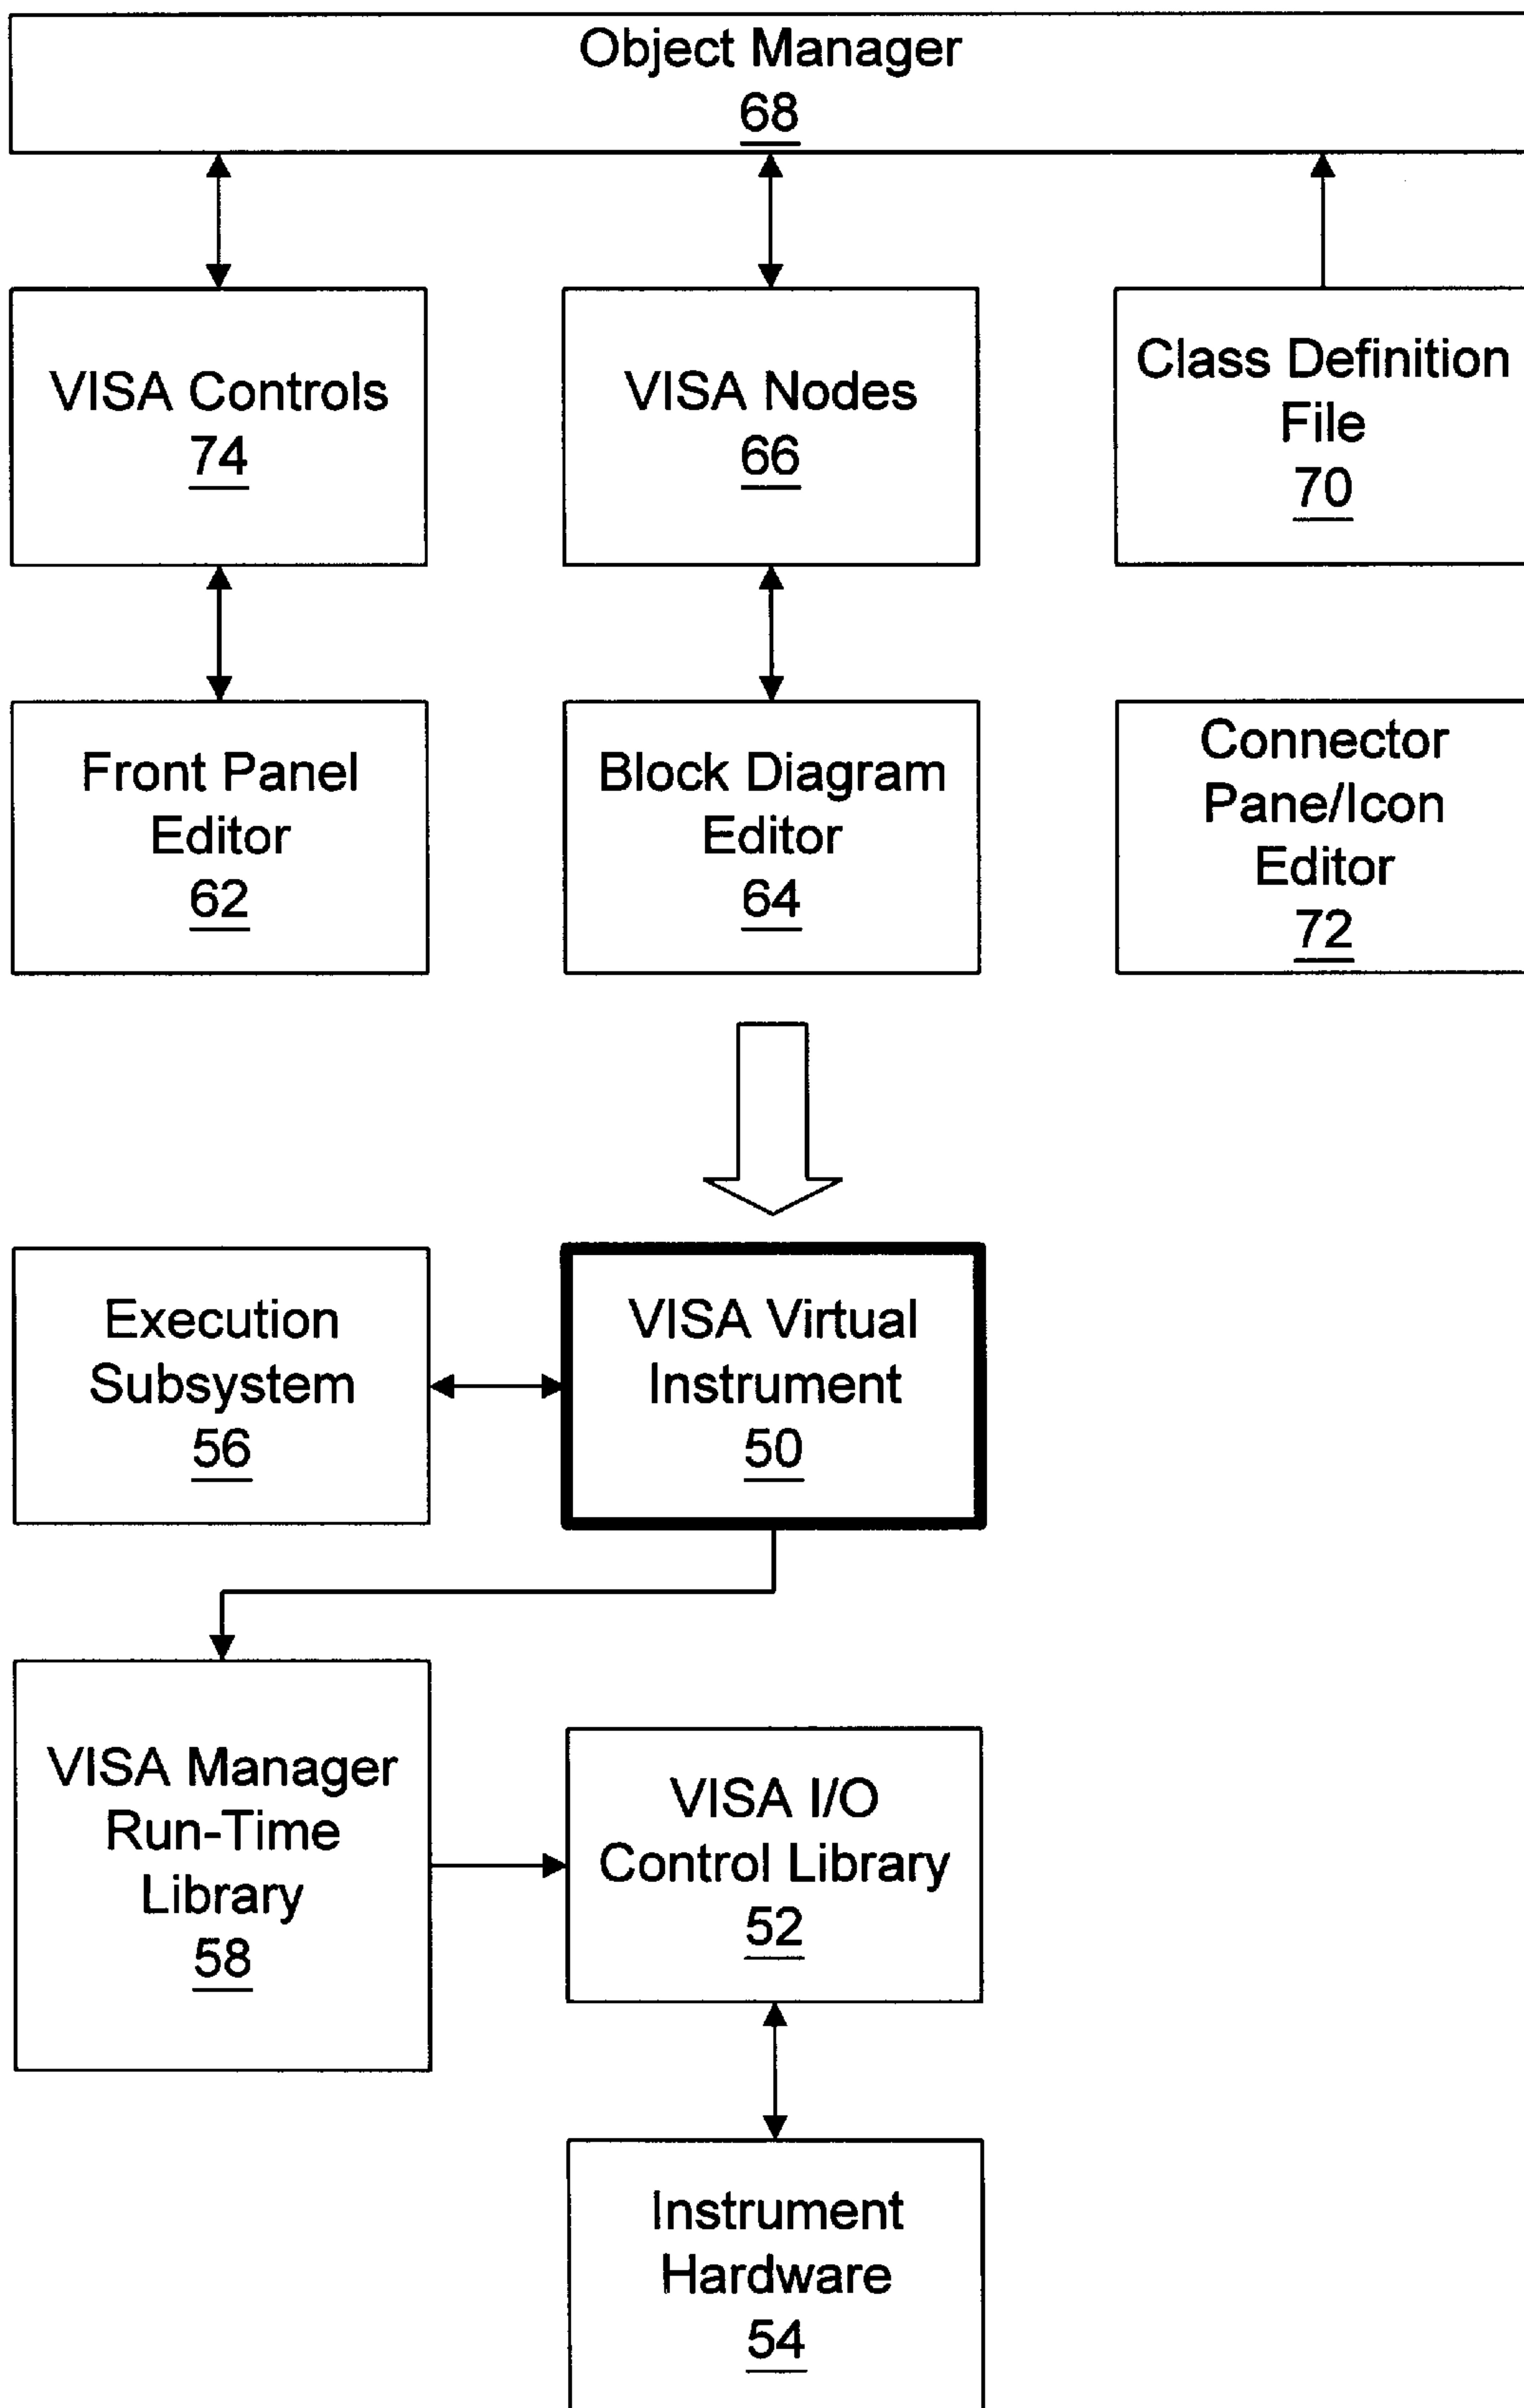 Object Manager
68
VISA Controls
74
VISA Nodes
66
Class Definition
File
70
Front Panel
Editor
62
Block Diagram
Editor
64
Connector
Pane/Icon
Editor
72
Execution
Subsystem
56
VISA Virtual
Instrument
50
VISA Manager
Run-Time
Library
58
VISA I/O
Control Library
52
Instrument
Hardware
54